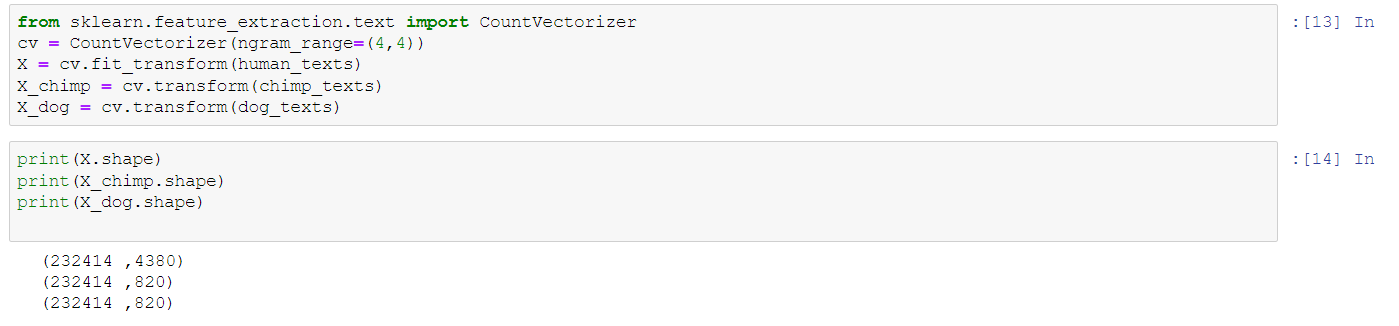 from sklearn.feature_extraction.text import CountVectorizer
:[13] In
cv = CountVectorizer(ngram_range=(4,4))
X = cv.fit_transform(human_texts)
X_chimp = cv.transform(chimp_texts)
X_dog = cv.transform(dog_texts)
print(X.shape)
:[14] In
print(X_chimp.shape)
print(X_dog.shape)
(232414 ,4380)
(232414 ,820)
(232414 ,820)